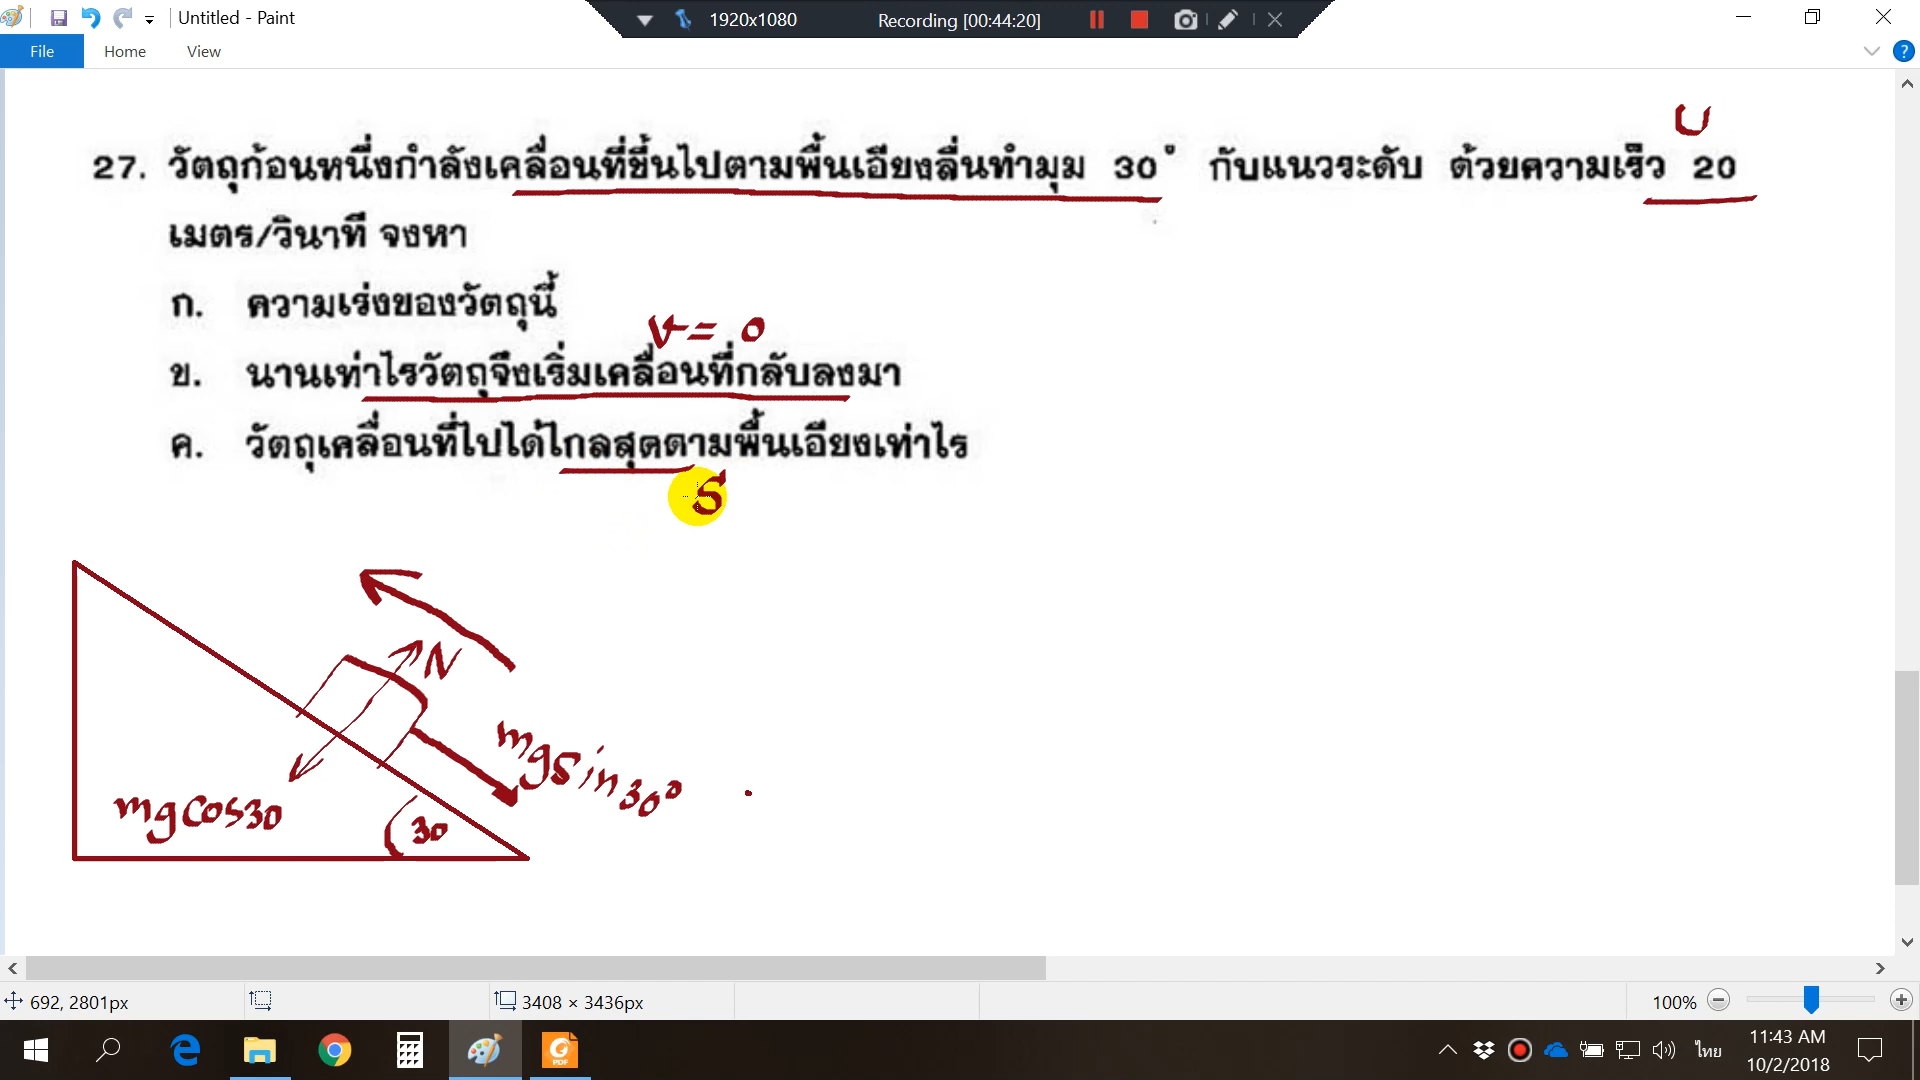 Untitled - Paint
1920x1080
Recording [00:44:20]
File
Home
View
U
27. วัตถุก้อนหนึ่งกำลังเคลื่อนที่ขึ้นไปตามพื้นเอียงลื่นทำมุม 30° กับแนวระดับ ด้วยความเร็ว 20
เมตร/วินาที จงหา
ก. ความเร่งของวัตถุนี้
v = 0
ข. นานเท่าไรวัตถุจึงเริ่มเคลื่อนที่กลับลงมา
ค. วัตถุเคลื่อนที่ไปได้ไกลสุดตามพื้นเอียงเท่าไร
S
N
mgsin30°
mgcos30
30
692, 2801px
3408 × 3436px
100%
PDF
ไทย
11:43 AM
10/2/2018